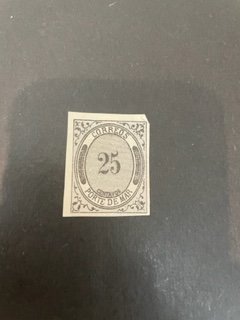 CORREOS
25
CENTAVOS
PORTE DE MAR